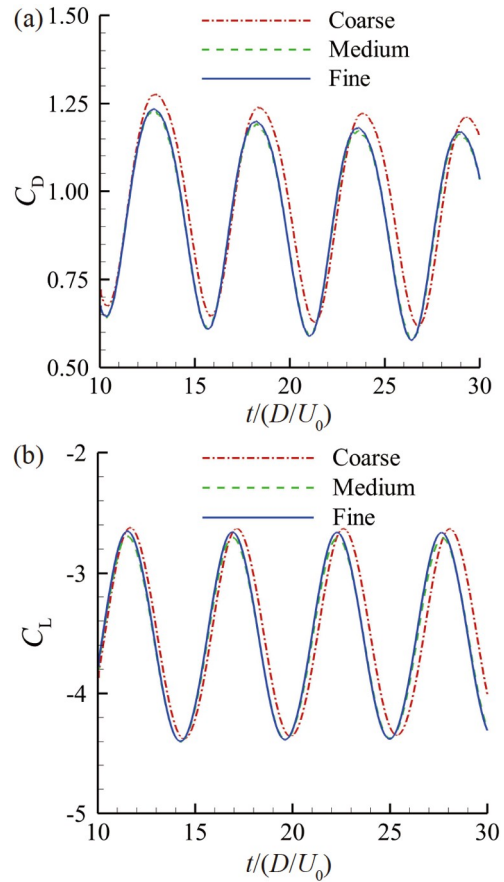 (a)
1.50
1.25
1.00
0.75
0.50
C_D
Coarse
Medium
Fine
10 15 20 25 30
t/(D/U_0)
(b)
-2
-3
-4
-5
C_L
Coarse
Medium
Fine
10 15 20 25 30
t/(D/U_0)